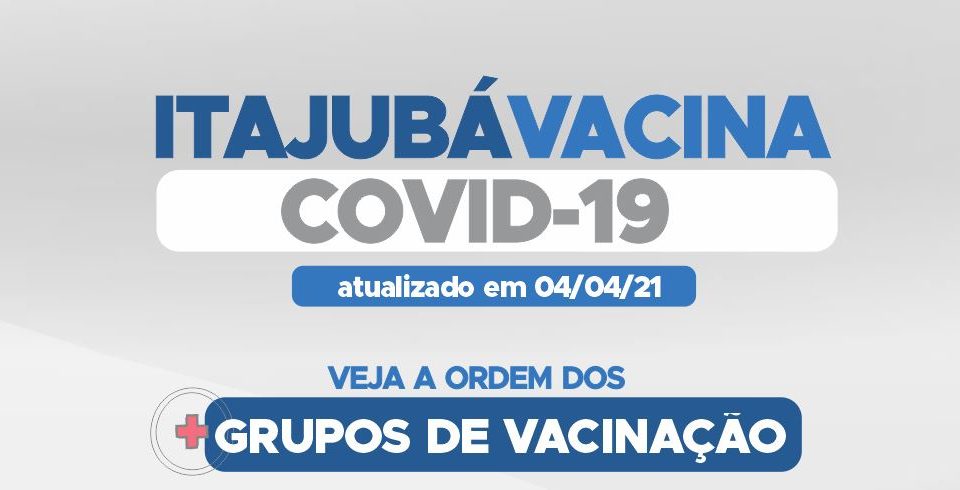 ITAJUBÁVACINA
COVID-19
atualizado em 04/04/21
VEJA A ORDEM DOS
GRUPOS DE VACINAÇÃO